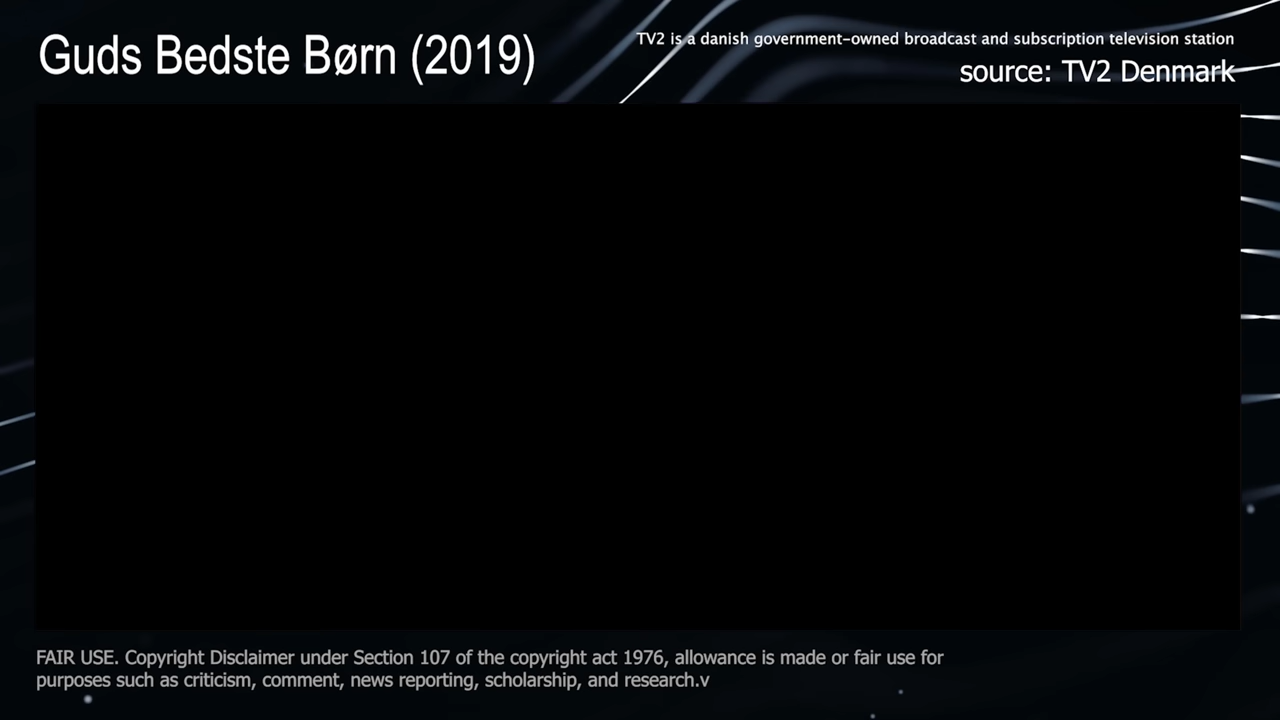 Guds Bedste Børn (2019)
TV2 is a danish government-owned broadcast and subscription television station
source: TV2 Denmark
FAIR USE. Copyright Disclaimer under Section 107 of the copyright act 1976, allowance is made or fair use for
purposes such as criticism, comment, news reporting, scholarship, and research.v